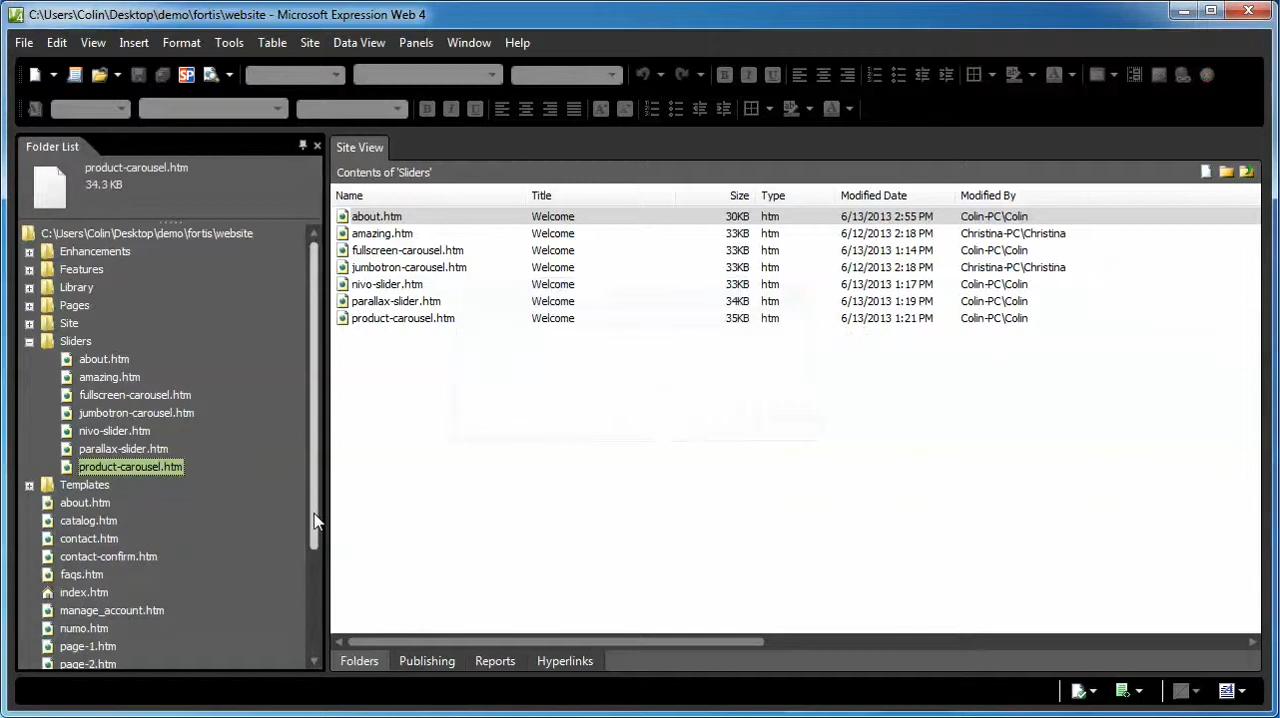 C:\Users\Colin\Desktop\demo\fortis\website - Microsoft Expression Web 4
File Edit View Insert Format Tools Table Site Data View Panels Window Help
Folder List
product-carousel.htm
34.3 KB
C:\Users\Colin\Desktop\demo\fortis\website
Enhancements
Features
Library
Pages
Site
Sliders
about.htm
amazing.htm
fullscreen-carousel.htm
jumbotron-carousel.htm
nivo-slider.htm
parallax-slider.htm
product-carousel.htm
Templates
about.htm
catalog.htm
contact.htm
contact-confirm.htm
faqs.htm
index.htm
manage_account.htm
numo.htm
page-1.htm
page-2.htm
Site View
Contents of 'Sliders'
Name Title Size Type Modified Date Modified By
about.htm Welcome 30KB htm 6/13/2013 2:55 PM Colin-PC\Colin
amazing.htm Welcome 33KB htm 6/12/2013 2:18 PM Christina-PC\Christina
fullscreen-carousel.htm Welcome 33KB htm 6/13/2013 1:14 PM Colin-PC\Colin
jumbotron-carousel.htm Welcome 33KB htm 6/12/2013 2:18 PM Christina-PC\Christina
nivo-slider.htm Welcome 33KB htm 6/13/2013 1:17 PM Colin-PC\Colin
parallax-slider.htm Welcome 34KB htm 6/13/2013 1:19 PM Colin-PC\Colin
product-carousel.htm Welcome 35KB htm 6/13/2013 1:21 PM Colin-PC\Colin
Folders Publishing Reports Hyperlinks